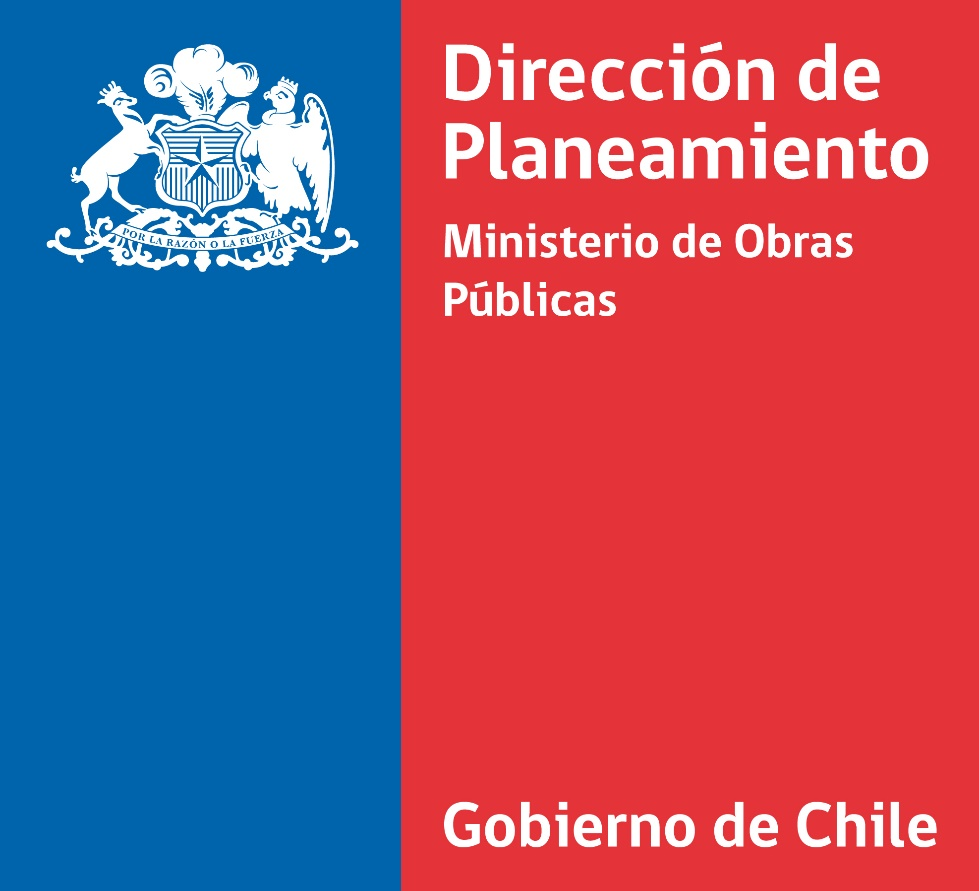 POR LA RAZÓN O LA FUERZA
Dirección de
Planeamiento
Ministerio de Obras
Públicas
Gobierno de Chile